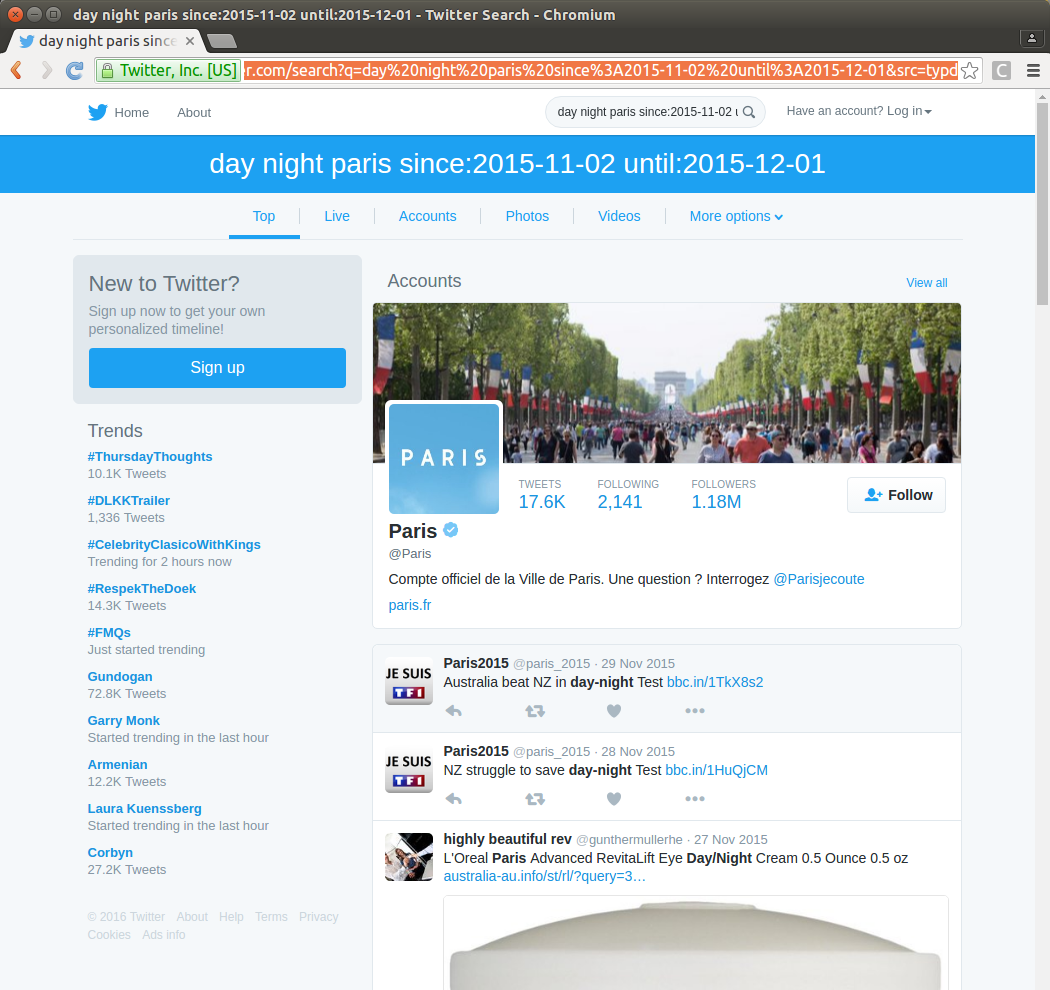 day night paris since:2015-11-02 until:2015-12-01 - Twitter Search - Chromium
day night paris since
Twitter, Inc. [US] er.com/search?q=day%20night%20paris%20since%3A2015-11-02%20until%3A2015-12-01&src=typd
C
Home About day night paris since:2015-11-02 u Have an account? Log in
day night paris since:2015-11-02 until:2015-12-01
Top Live Accounts Photos Videos More options
New to Twitter?
Sign up now to get your own
personalized timeline!
Sign up
Trends
#ThursdayThoughts
10.1K Tweets
#DLKKTrailer
1,336 Tweets
#CelebrityClasicoWithKings
Trending for 2 hours now
#RespekTheDoek
14.3K Tweets
#FMQs
Just started trending
Gundogan
72.8K Tweets
Garry Monk
Started trending in the last hour
Armenian
12.2K Tweets
Laura Kuenssberg
Started trending in the last hour
Corbyn
27.2K Tweets
© 2016 Twitter About Help Terms Privacy
Cookies Ads info
Accounts View all
PARIS
TWEETS FOLLOWING FOLLOWERS
17.6K 2,141 1.18M
Follow
Paris
@Paris
Compte officiel de la Ville de Paris. Une question ? Interrogez @Parisjecoute
paris.fr
JE SUIS
TF1
Paris2015 @paris_2015 · 29 Nov 2015
Australia beat NZ in day-night Test bbc.in/1TkX8s2
JE SUIS
TF1
Paris2015 @paris_2015 · 28 Nov 2015
NZ struggle to save day-night Test bbc.in/1HuQjCM
highly beautiful rev @gunthermullerhe · 27 Nov 2015
L'Oreal Paris Advanced RevitaLift Eye Day/Night Cream 0.5 Ounce 0.5 oz
australia-au.info/st/rl/?query=3…